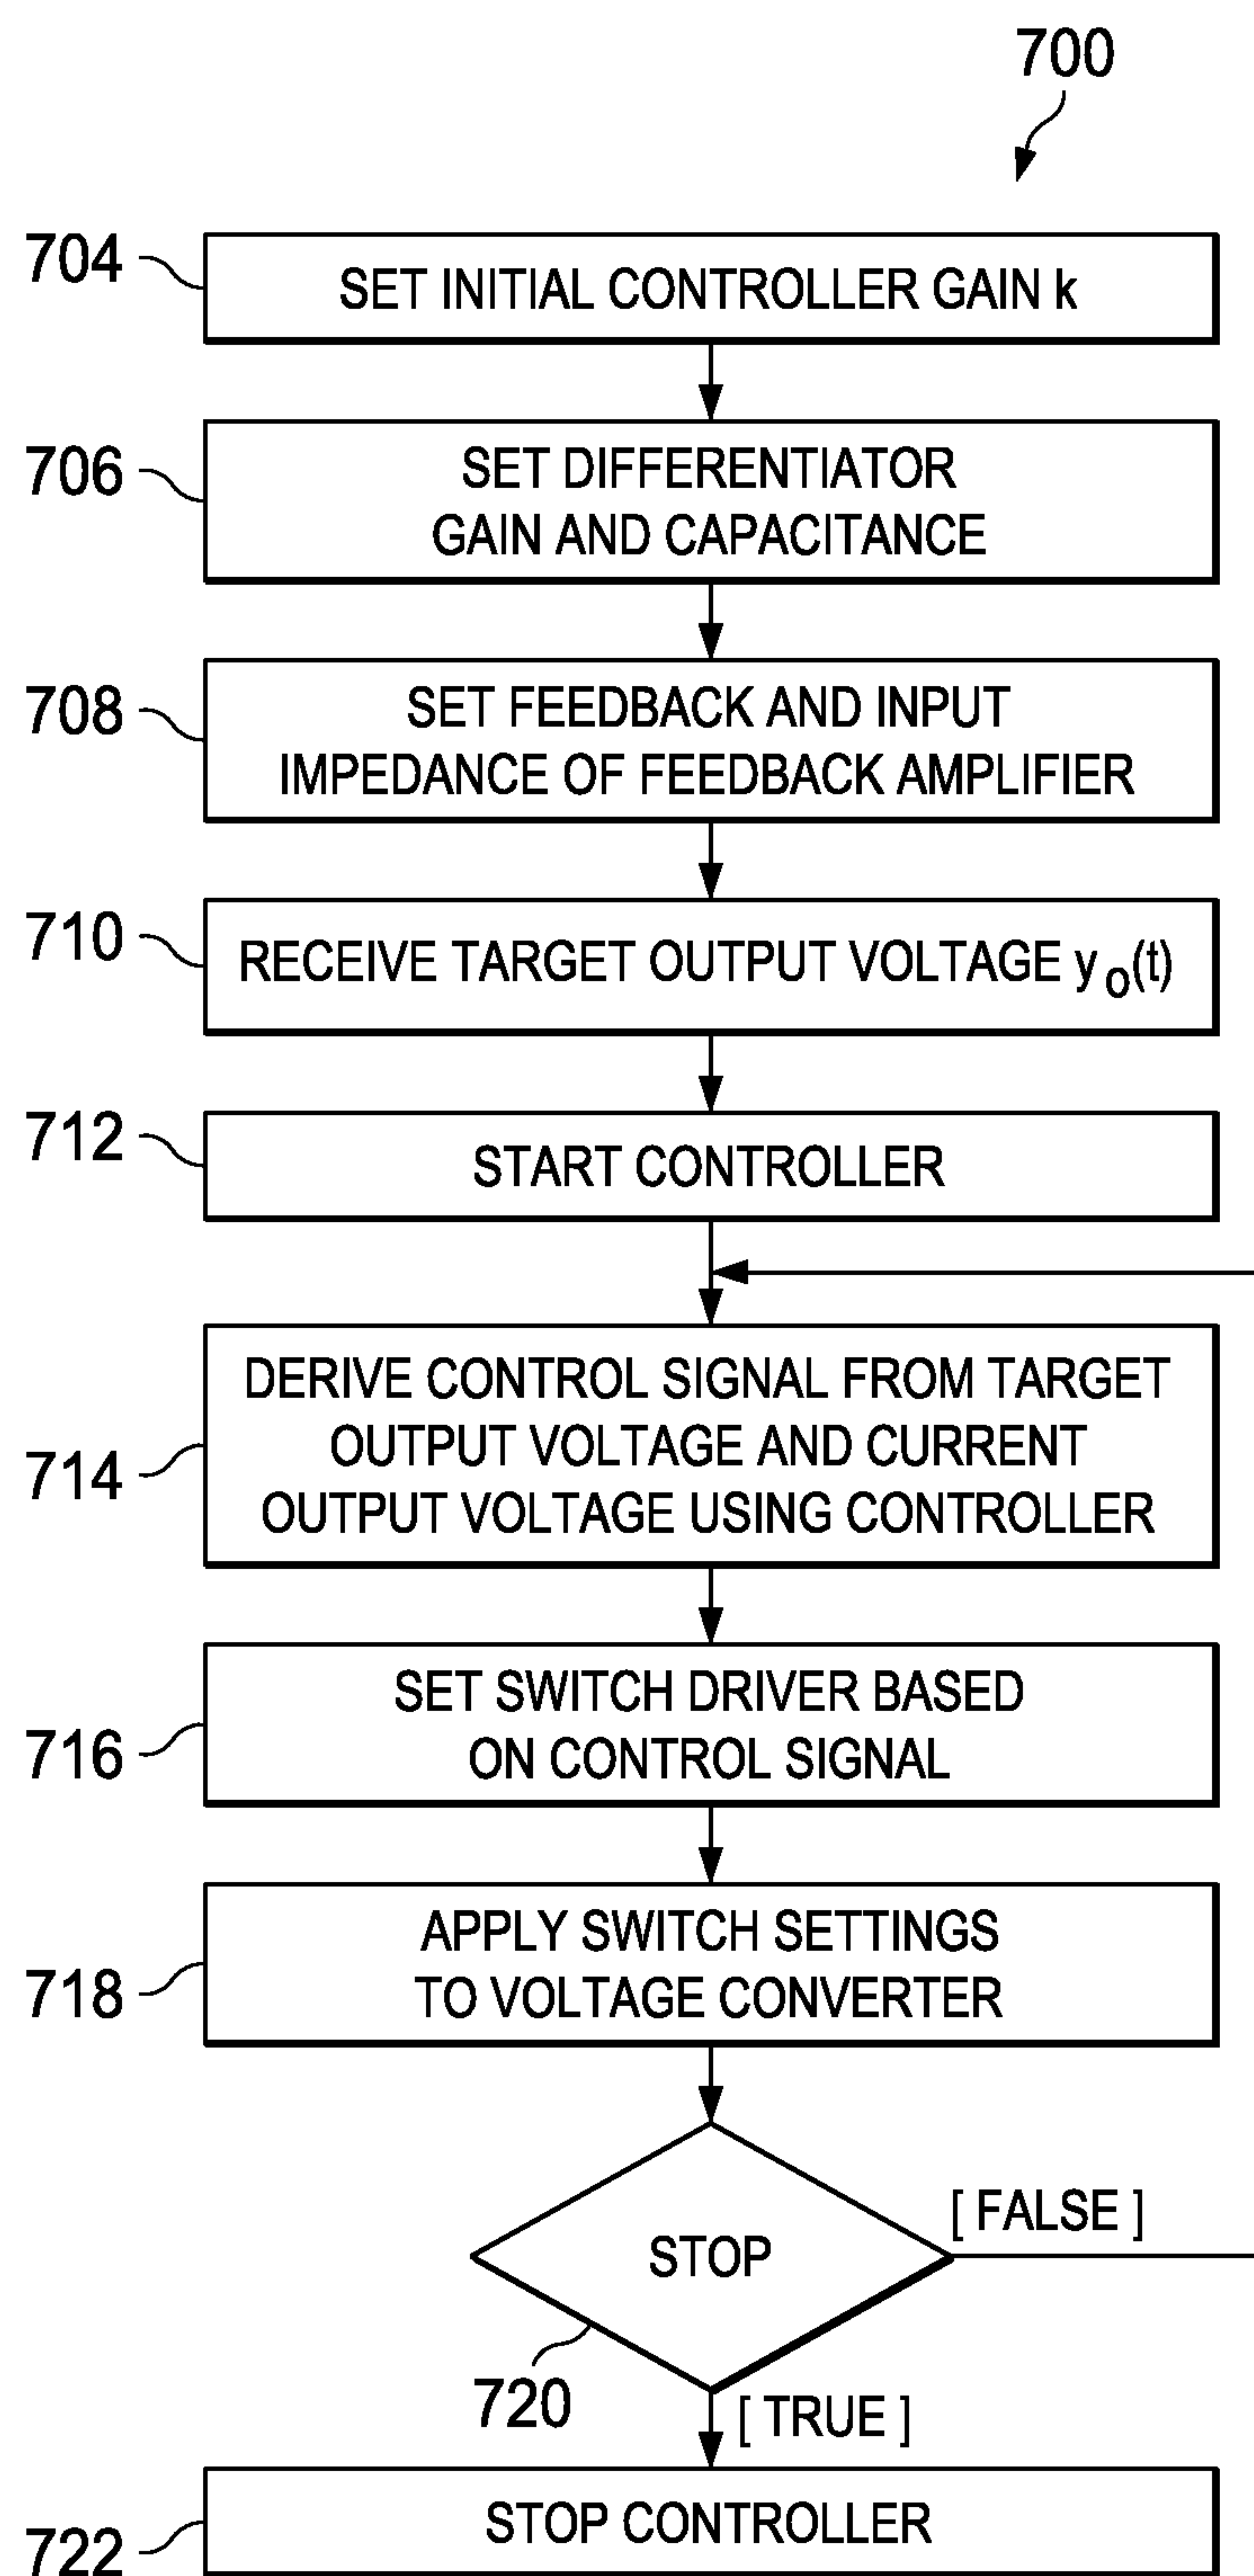 700
704
SET INITIAL CONTROLLER GAIN k
706
SET DIFFERENTIATOR
GAIN AND CAPACITANCE
708
SET FEEDBACK AND INPUT
IMPEDANCE OF FEEDBACK AMPLIFIER
710
RECEIVE TARGET OUTPUT VOLTAGE yo(t)
712
START CONTROLLER
714
DERIVE CONTROL SIGNAL FROM TARGET
OUTPUT VOLTAGE AND CURRENT
OUTPUT VOLTAGE USING CONTROLLER
716
SET SWITCH DRIVER BASED
ON CONTROL SIGNAL
718
APPLY SWITCH SETTINGS
TO VOLTAGE CONVERTER
STOP
[ FALSE ]
720
[ TRUE ]
722
STOP CONTROLLER